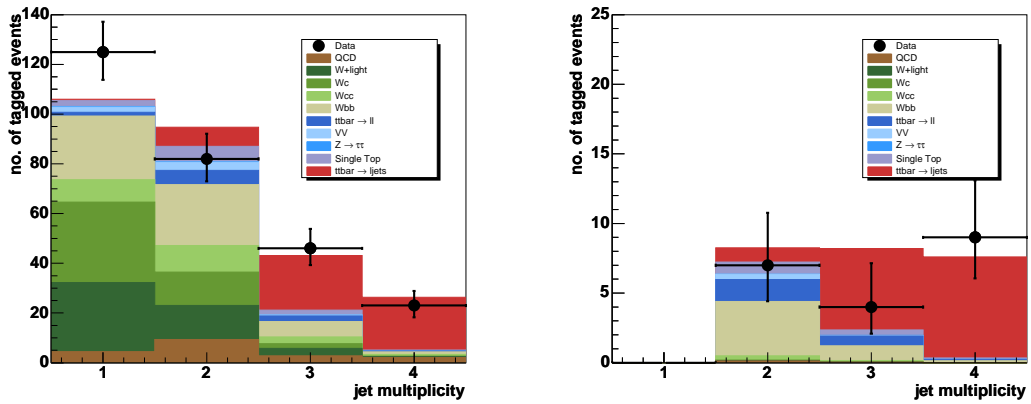 no. of tagged events
140
120
100
80
60
40
20
0
1
2
3
4
jet multiplicity
Data
QCD
W+light
Wc
Wcc
Wbb
ttbar → ll
VV
Z → ττ
Single Top
ttbar → ljets
no. of tagged events
25
20
15
10
5
0
1
2
3
4
jet multiplicity
Data
QCD
W+light
Wc
Wcc
Wbb
ttbar → ll
VV
Z → ττ
Single Top
ttbar → ljets